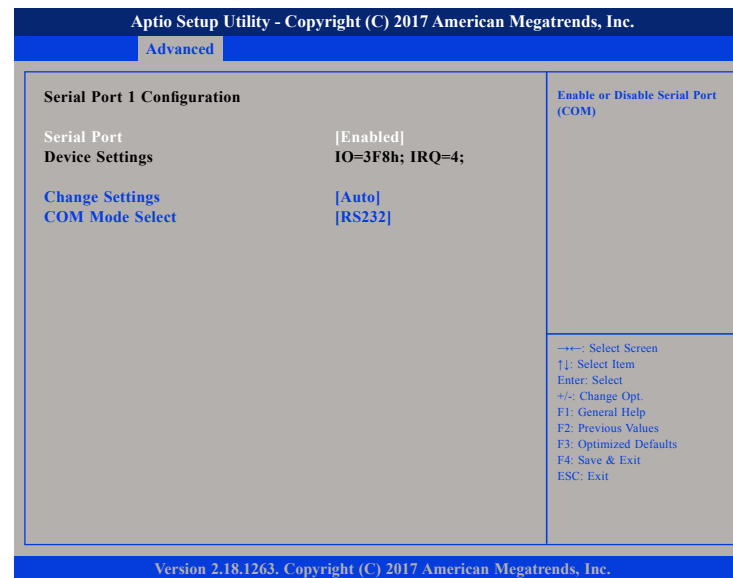 Aptio Setup Utility - Copyright (C) 2017 American Megatrends, Inc.
Advanced
Serial Port 1 Configuration
Serial Port [Enabled]
Device Settings IO=3F8h; IRQ=4;
Change Settings [Auto]
COM Mode Select [RS232]
Enable or Disable Serial Port
(COM)
→←: Select Screen
↑↓: Select Item
Enter: Select
+/-: Change Opt.
F1: General Help
F2: Previous Values
F3: Optimized Defaults
F4: Save & Exit
ESC: Exit
Version 2.18.1263. Copyright (C) 2017 American Megatrends, Inc.